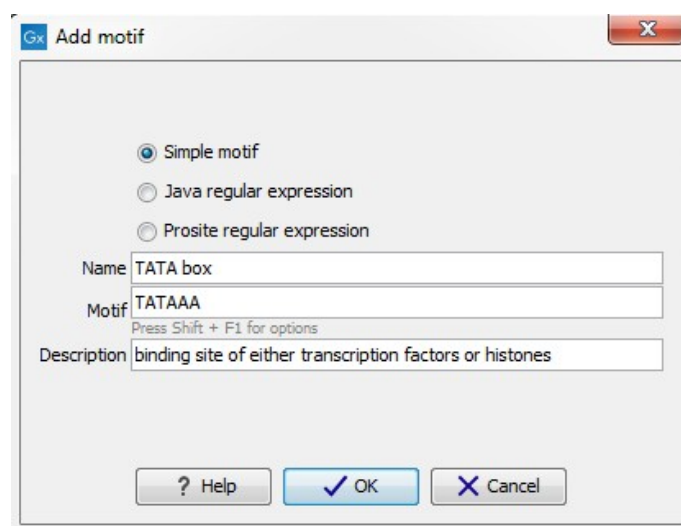 Gx Add motif
X
Simple motif
Java regular expression
Prosite regular expression
Name TATA box
Motif TATAAA
Press Shift + F1 for options
Description binding site of either transcription factors or histones
? Help OK Cancel